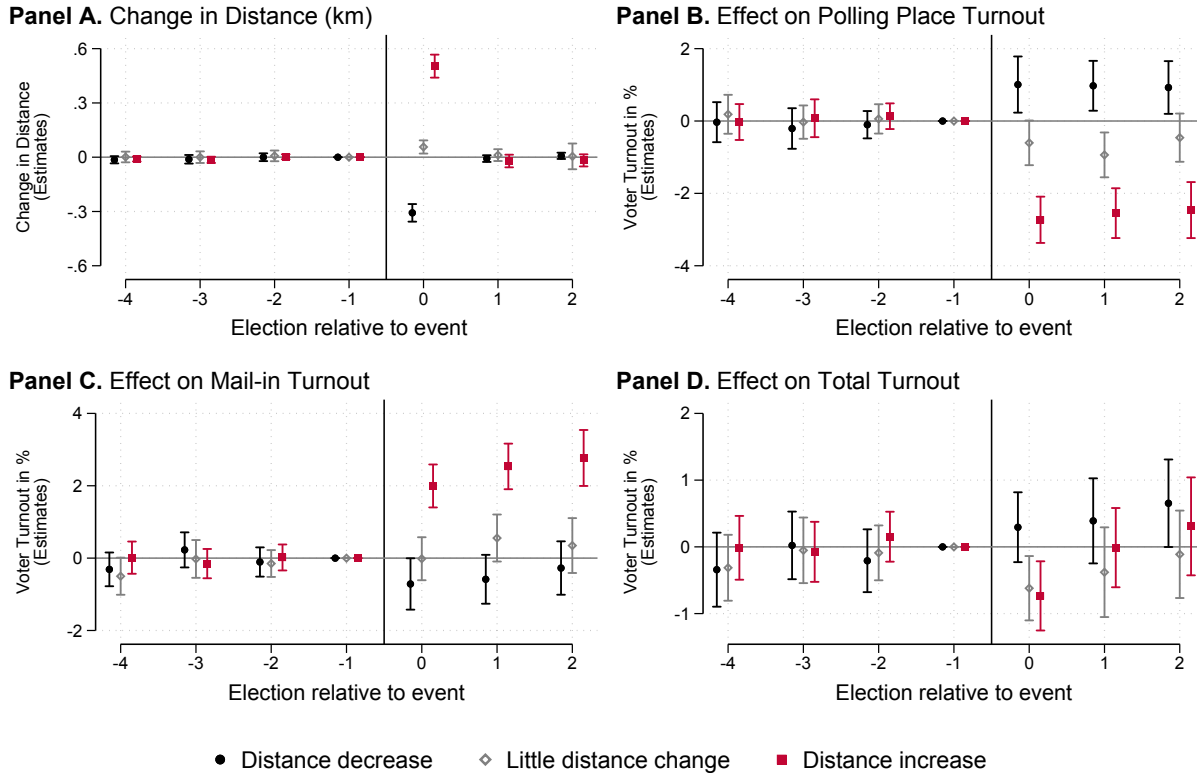 Panel A. Change in Distance (km)
Change in Distance
(Estimates)
.6
.3
0
-.3
-.6
-4 -3 -2 -1 0 1 2
Election relative to event
Panel B. Effect on Polling Place Turnout
Voter Turnout in %
(Estimates)
2
0
-2
-4
-4 -3 -2 -1 0 1 2
Election relative to event
Panel C. Effect on Mail-in Turnout
Voter Turnout in %
(Estimates)
4
2
0
-2
-4 -3 -2 -1 0 1 2
Election relative to event
Panel D. Effect on Total Turnout
Voter Turnout in %
(Estimates)
2
1
0
-1
-4 -3 -2 -1 0 1 2
Election relative to event
Distance decrease Little distance change Distance increase